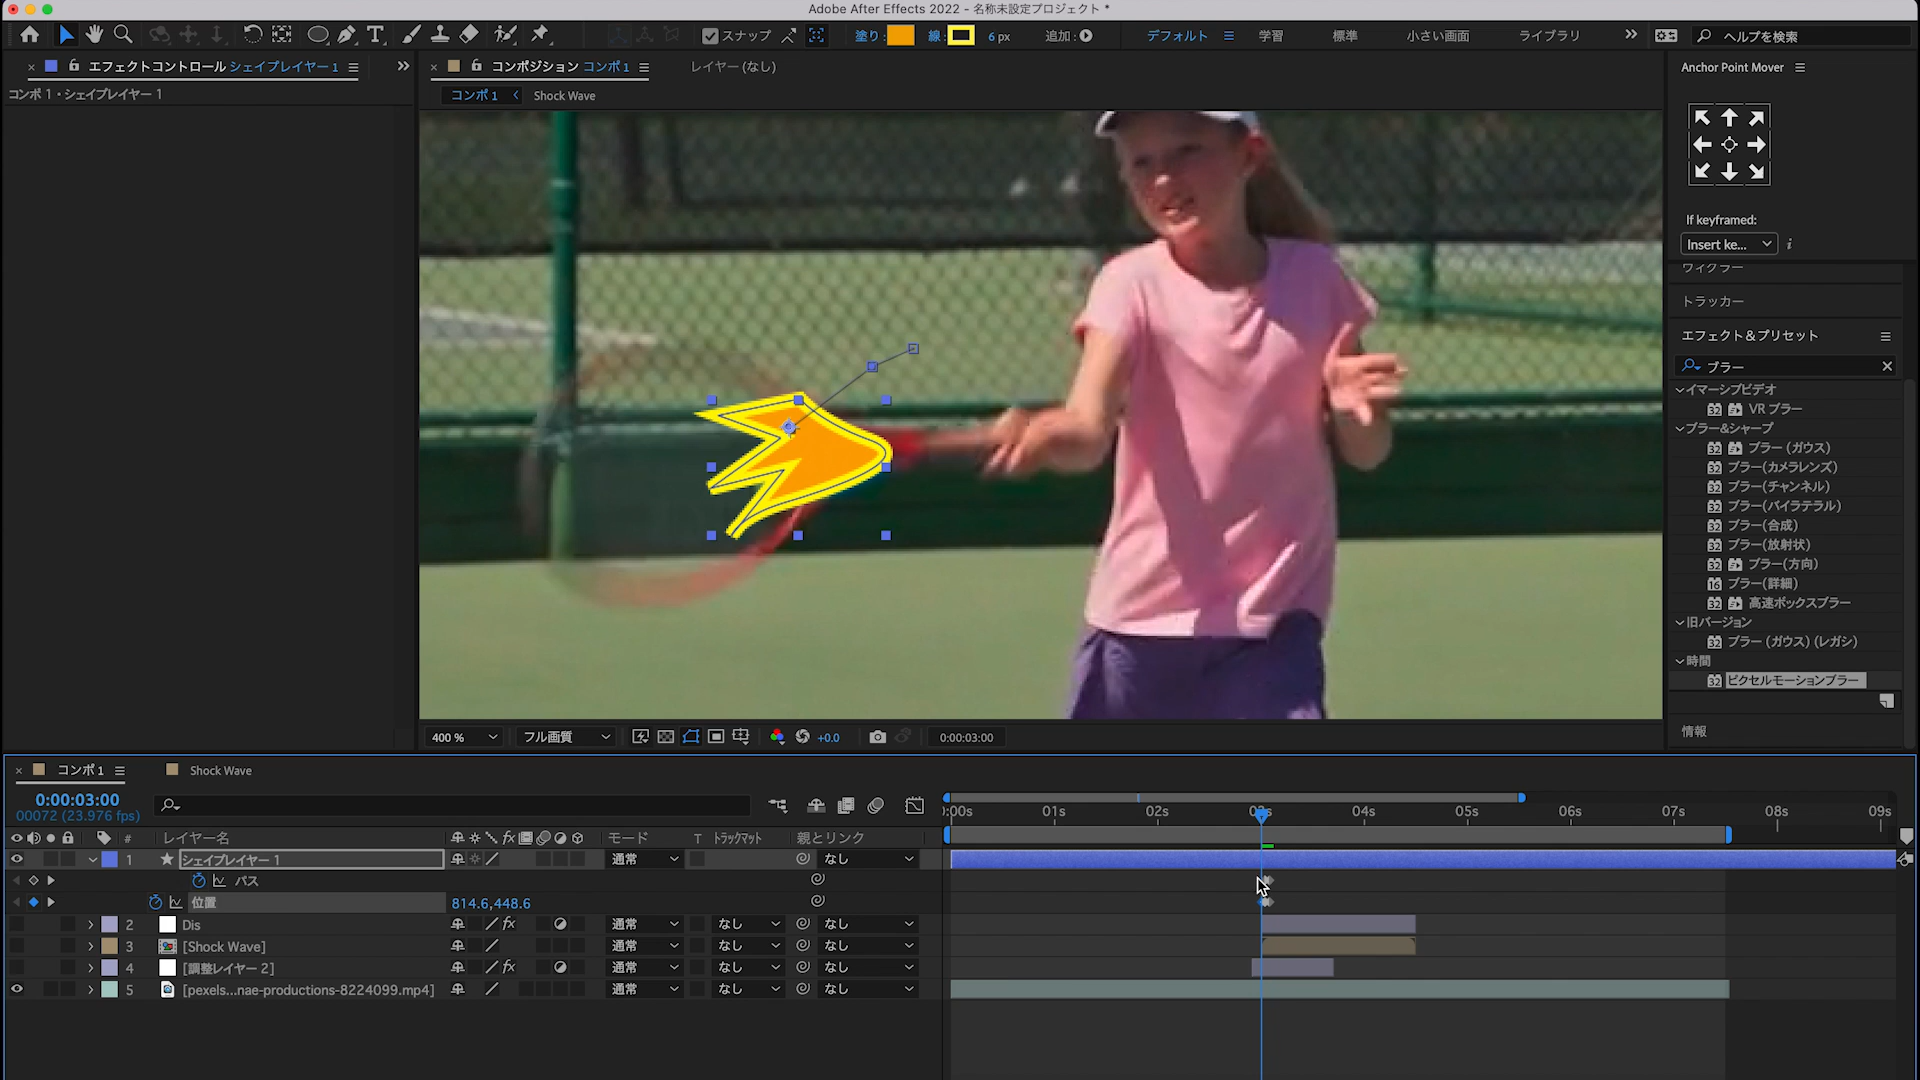 Adobe After Effects 2022 - 名称未設定プロジェクト *
スナップ
塗り:
線:
6 px
追加:
デフォルト
学習
標準
小さい画面
ライブラリ
ヘルプを検索
エフェクトコントロール シェイプレイヤー 1
コンポ 1・シェイプレイヤー 1
コンポジション コンポ 1
レイヤー (なし)
コンポ 1
Shock Wave
Anchor Point Mover
If keyframed:
Insert ke...
i
ウィグラー
トラッカー
エフェクト＆プリセット
ブラー
イマーシブビデオ
32 VR ブラー
ブラー&シャープ
32 ブラー (ガウス)
32 ブラー(カメラレンズ)
32 ブラー(チャンネル)
32 ブラー(バイラテラル)
32 ブラー(合成)
32 ブラー(放射状)
32 ブラー(方向)
16 ブラー(詳細)
32 高速ボックスブラー
旧バージョン
32 ブラー (ガウス) (レガシ)
時間
32 ピクセルモーションブラー
情報
400 %
フル画質
+0.0
0:00:03:00
コンポ 1
Shock Wave
0:00:03:00
00072 (23.976 fps)
:00s 01s 02s 03s 04s 05s 06s 07s 08s 09s
# レイヤー名 fx モード T トラックマット 親とリンク
1 シェイプレイヤー 1 通常 なし
パス
位置 814.6,448.6
2 Dis fx 通常 なし なし
3 [Shock Wave] 通常 なし なし
4 [調整レイヤー 2] fx 通常 なし なし
5 [pexels...nae-productions-8224099.mp4] 通常 なし なし